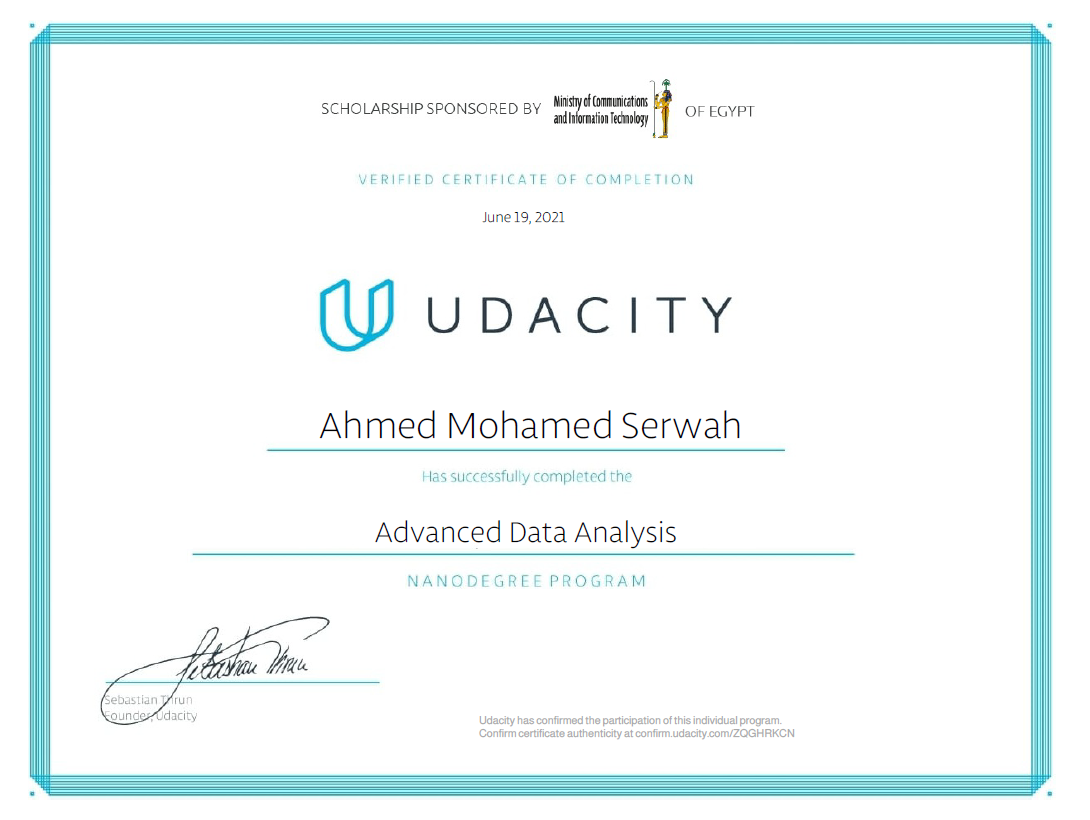 SCHOLARSHIP SPONSORED BY Ministry of Communications and Information Technology OF EGYPT
VERIFIED CERTIFICATE OF COMPLETION
June 19, 2021
UDACITY
Ahmed Mohamed Serwah
Has successfully completed the
Advanced Data Analysis
NANODEGREE PROGRAM
Sebastian Thrun
Sebastian Thrun
Founder, Udacity
Udacity has confirmed the participation of this individual program.
Confirm certificate authenticity at confirm.udacity.com/ZQGHRKCN